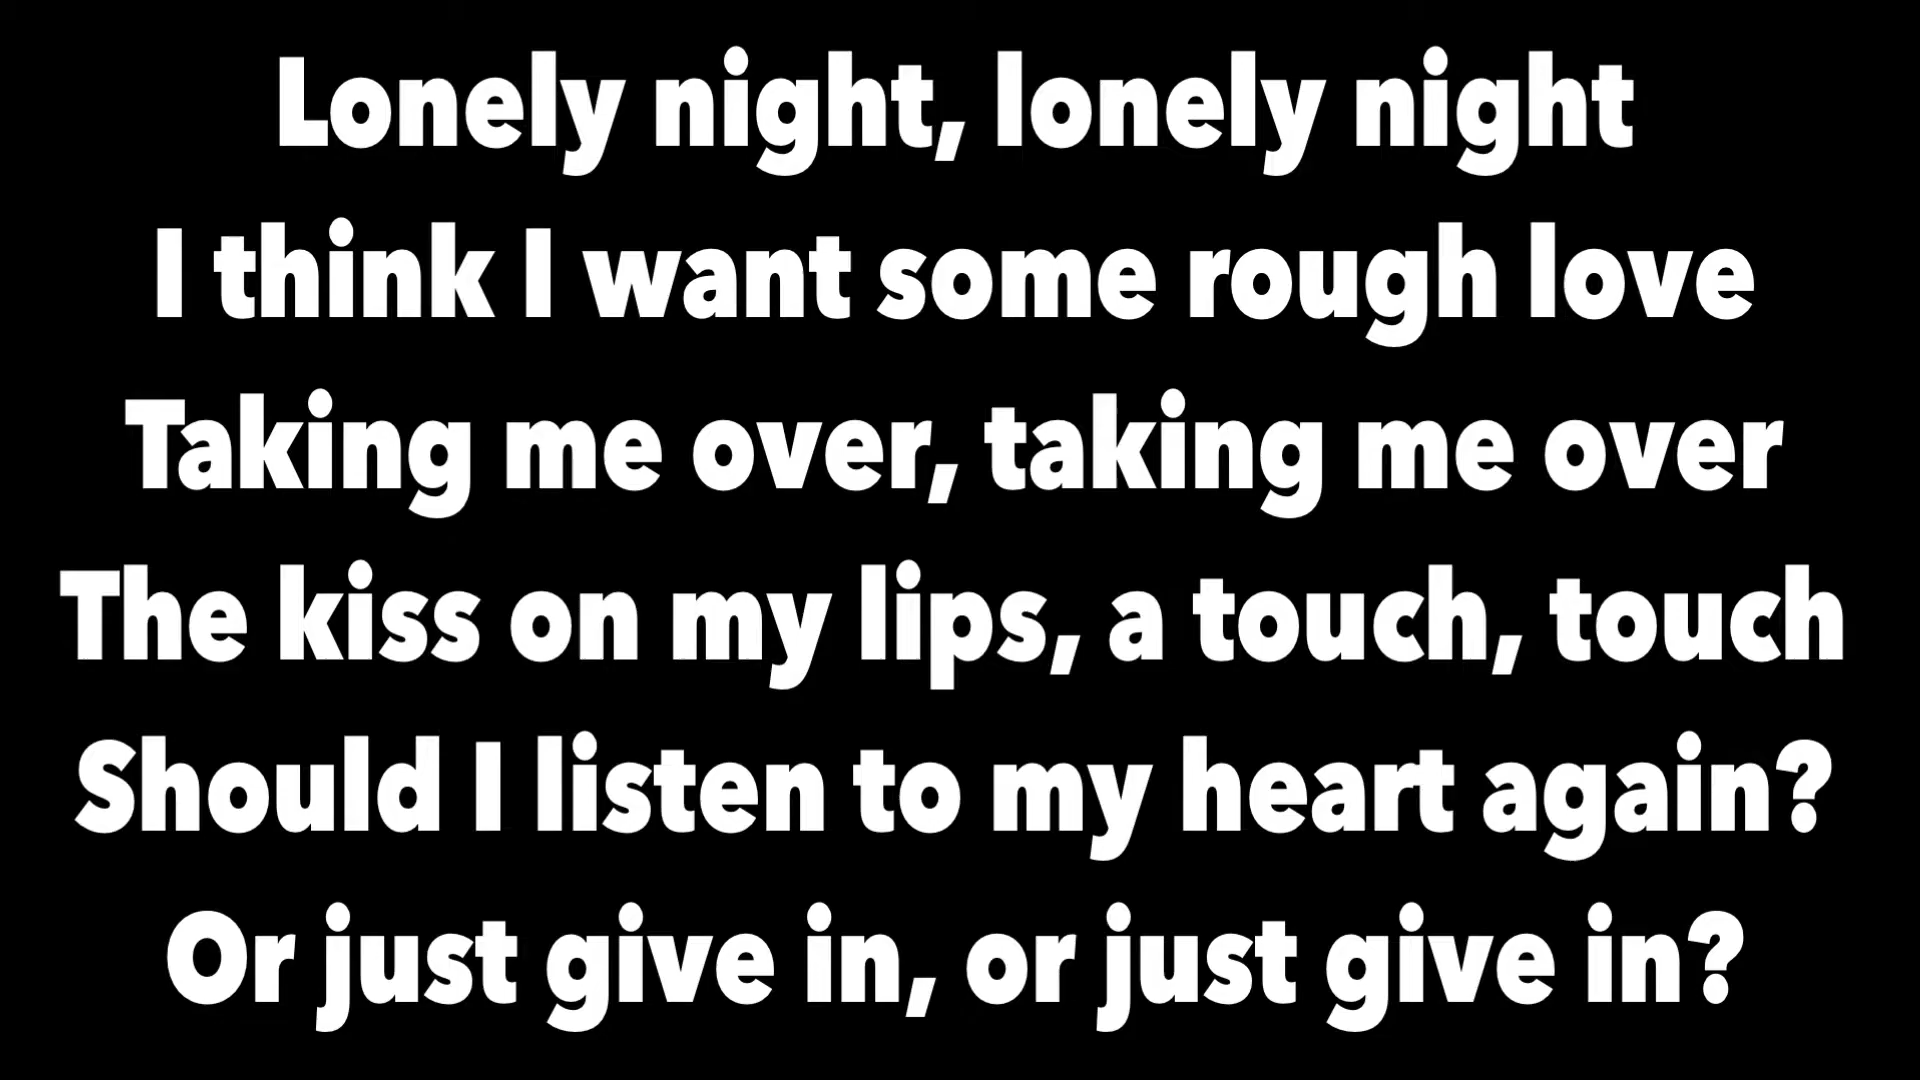 Lonely night, lonely night
I think I want some rough love
Taking me over, taking me over
The kiss on my lips, a touch, touch
Should I listen to my heart again?
Or just give in, or just give in?